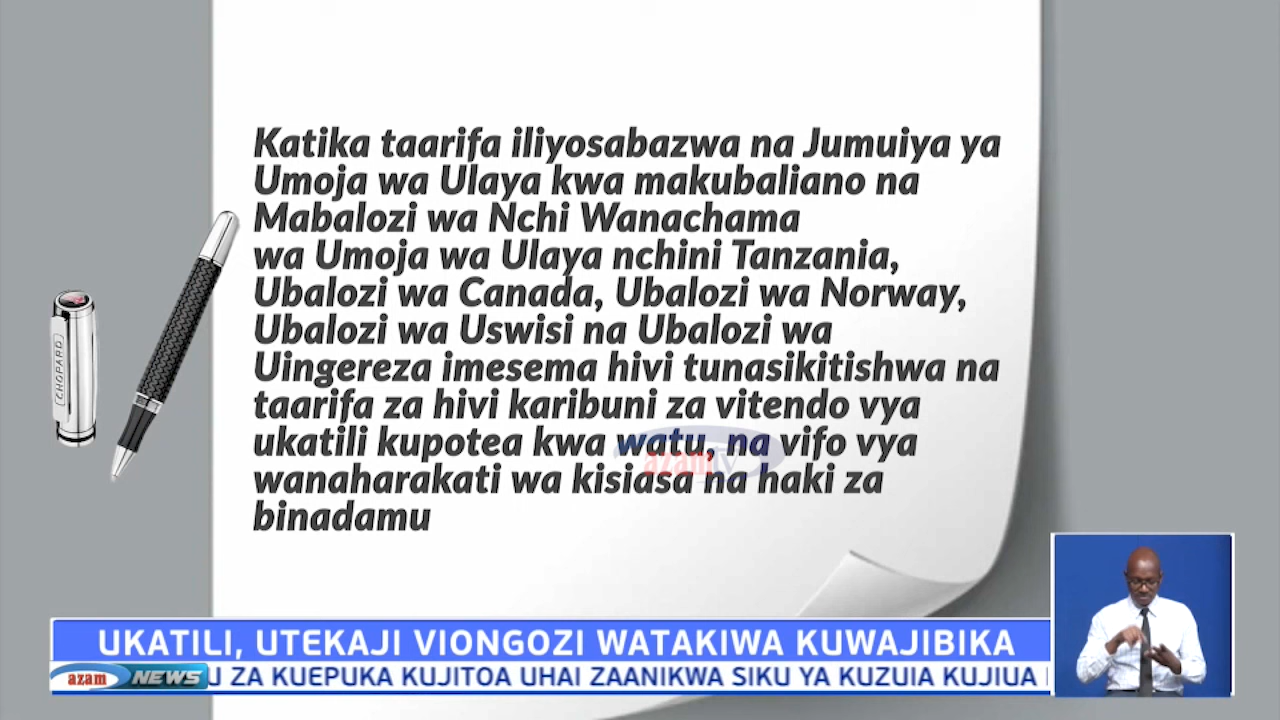 Katika taarifa iliyosabazwa na Jumuiya ya
Umoja wa Ulaya kwa makubaliano na
Mabalozi wa Nchi Wanachama
wa Umoja wa Ulaya nchini Tanzania,
Ubalozi wa Canada, Ubalozi wa Norway,
Ubalozi wa Uswisi na Ubalozi wa
Uingereza imesema hivi tunasikitishwa na
taarifa za hivi karibuni za vitendo vya
ukatili kupotea kwa watu, na vifo vya
wanaharakati wa kisiasa na haki za
binadamu
CHOPARD
azam tv
UKATILI, UTEKAJI VIONGOZI WATAKIWA KUWAJIBIKA
azam NEWS
U ZA KUEPUKA KUJITOA UHAI ZAANIKWA SIKU YA KUZUIA KUJIUA